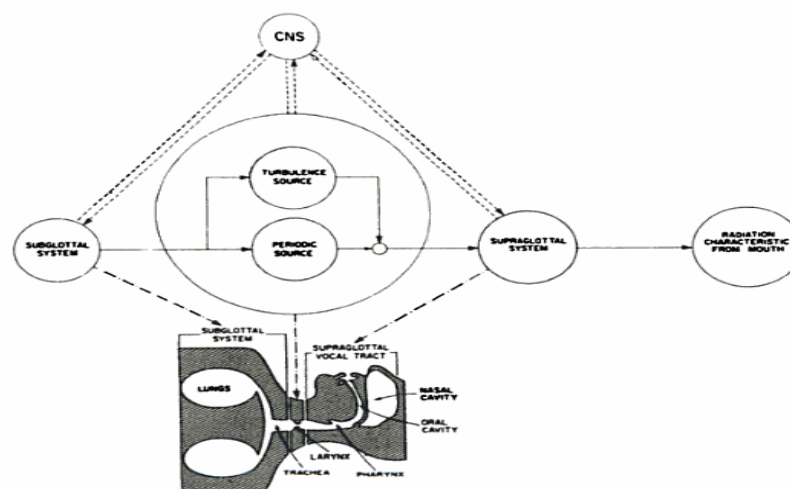 CNS
TURBULENCE
SOURCE
SUBGLOTTAL
SYSTEM
PERIODIC
SOURCE
SUPRAGLOTTAL
SYSTEM
RADIATION
CHARACTERISTIC
FROM MOUTH
SUBGLOTTAL
SYSTEM
SUPRAGLOTTAL
VOCAL TRACT
LUNGS
NASAL
CAVITY
ORAL
CAVITY
LARYNX
TRACHEA
PHARYNX